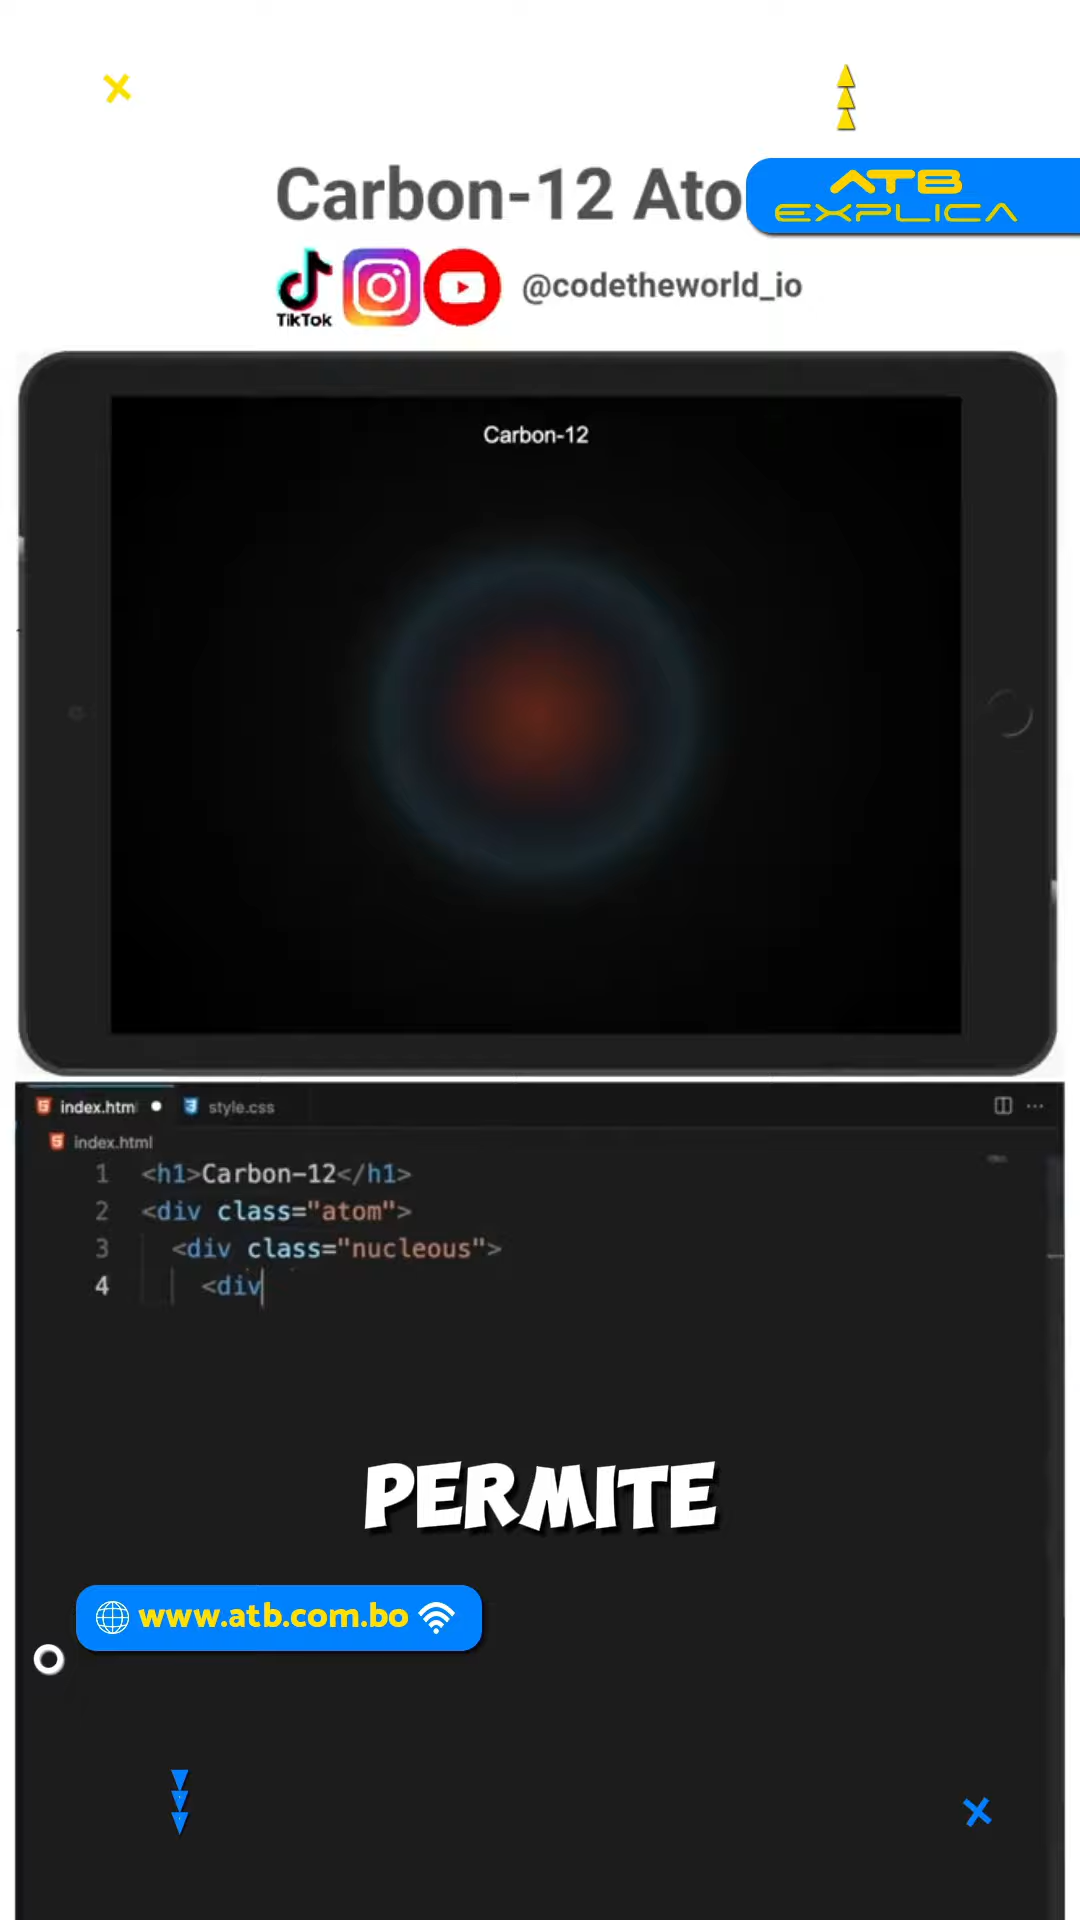 Carbon-12 Ato
ATB
EXPLICA
TikTok
@codetheworld_io
Carbon-12
index.htm
style.css
index.html
1 <h1>Carbon-12</h1>
2 <div class="atom">
3 <div class="nucleous">
4 <div
PERMITE
www.atb.com.bo